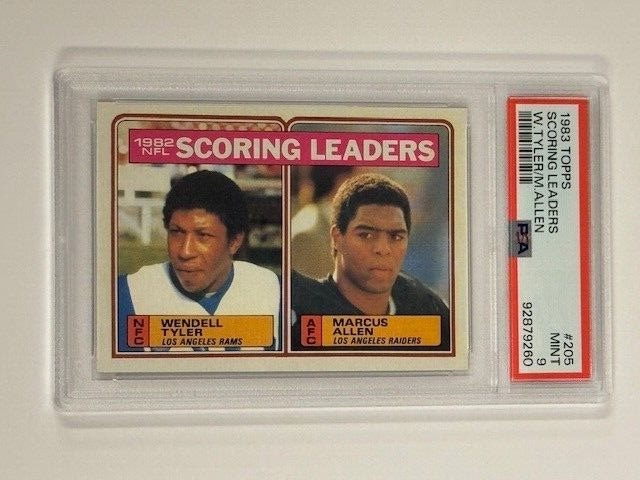 1982
NFL
SCORING LEADERS
NFC
WENDELL
TYLER
LOS ANGELES RAMS
AFC
MARCUS
ALLEN
LOS ANGELES RAIDERS
1983 TOPPS
SCORING LEADERS
W.TYLER/M.ALLEN
#205
MINT
9
PSA
92879260